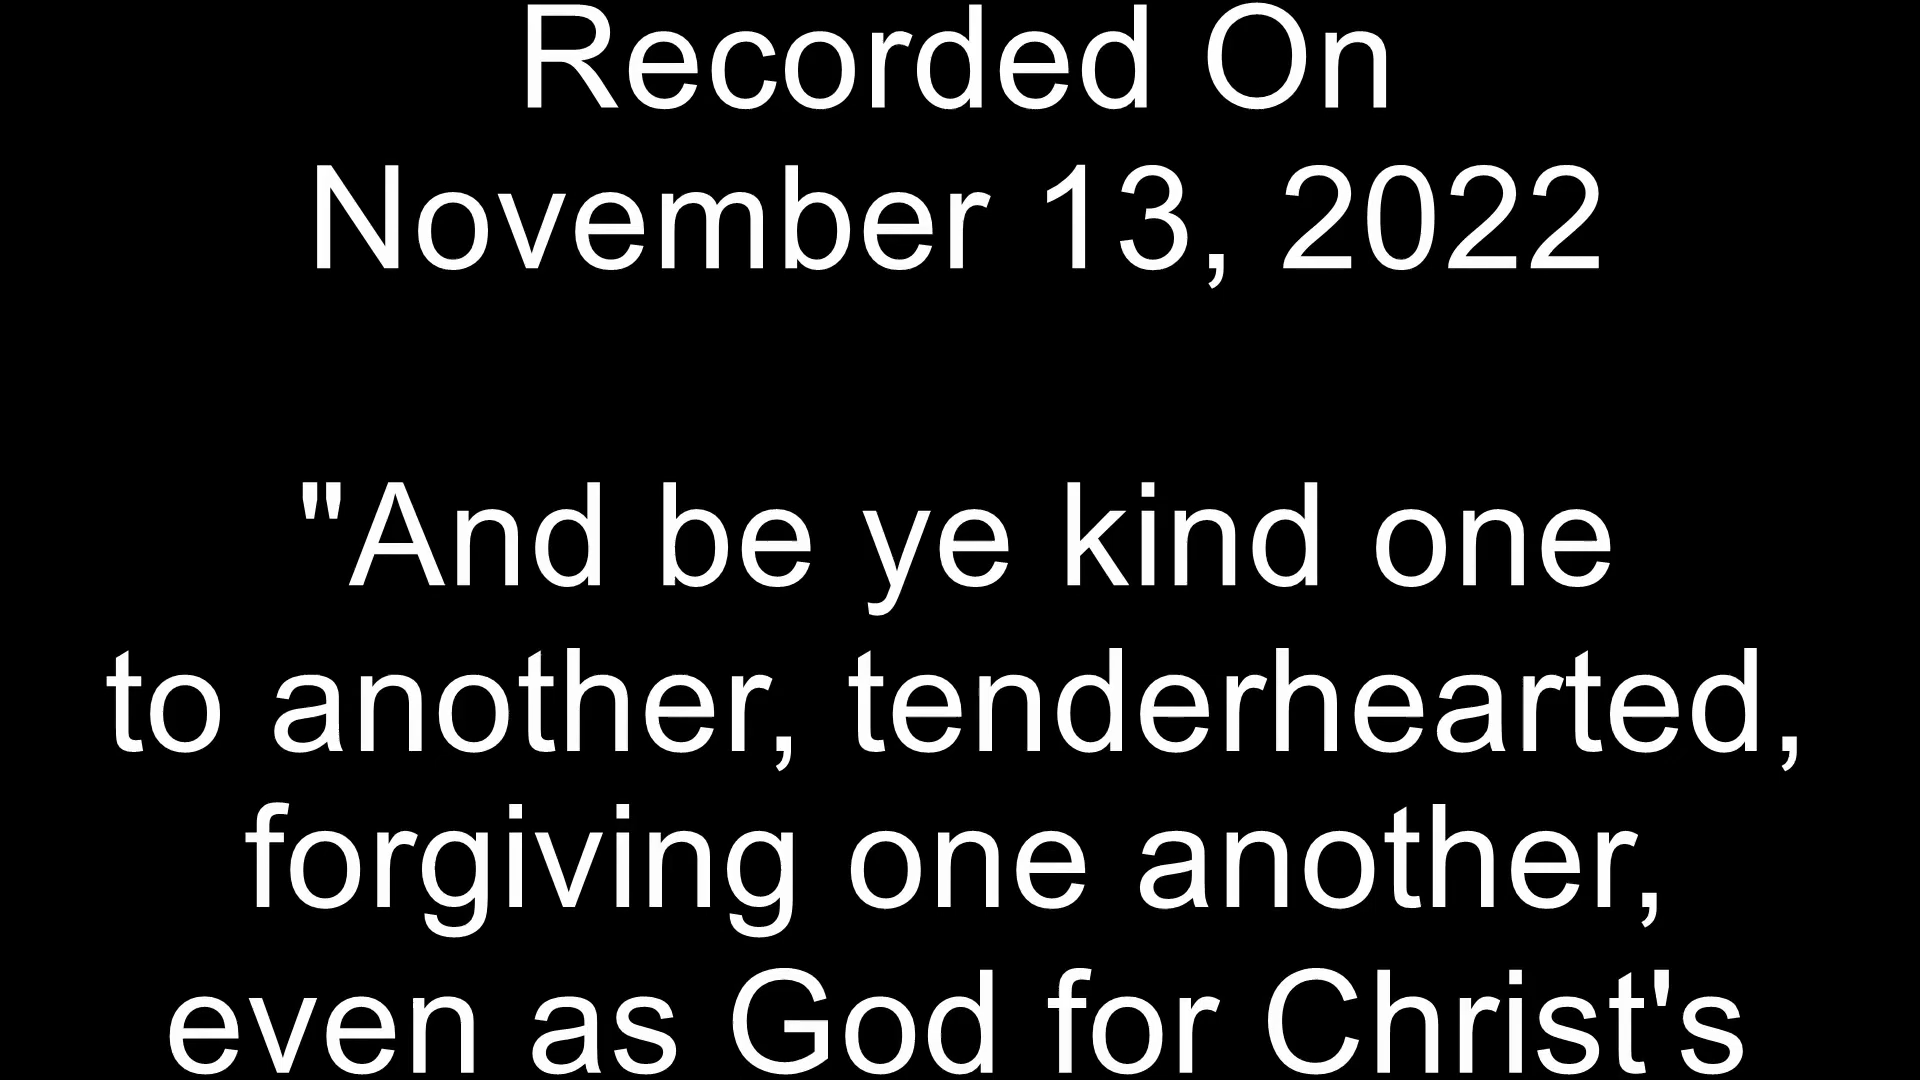 Recorded On
November 13, 2022
"And be ye kind one
to another, tenderhearted,
forgiving one another,
even as God for Christ's